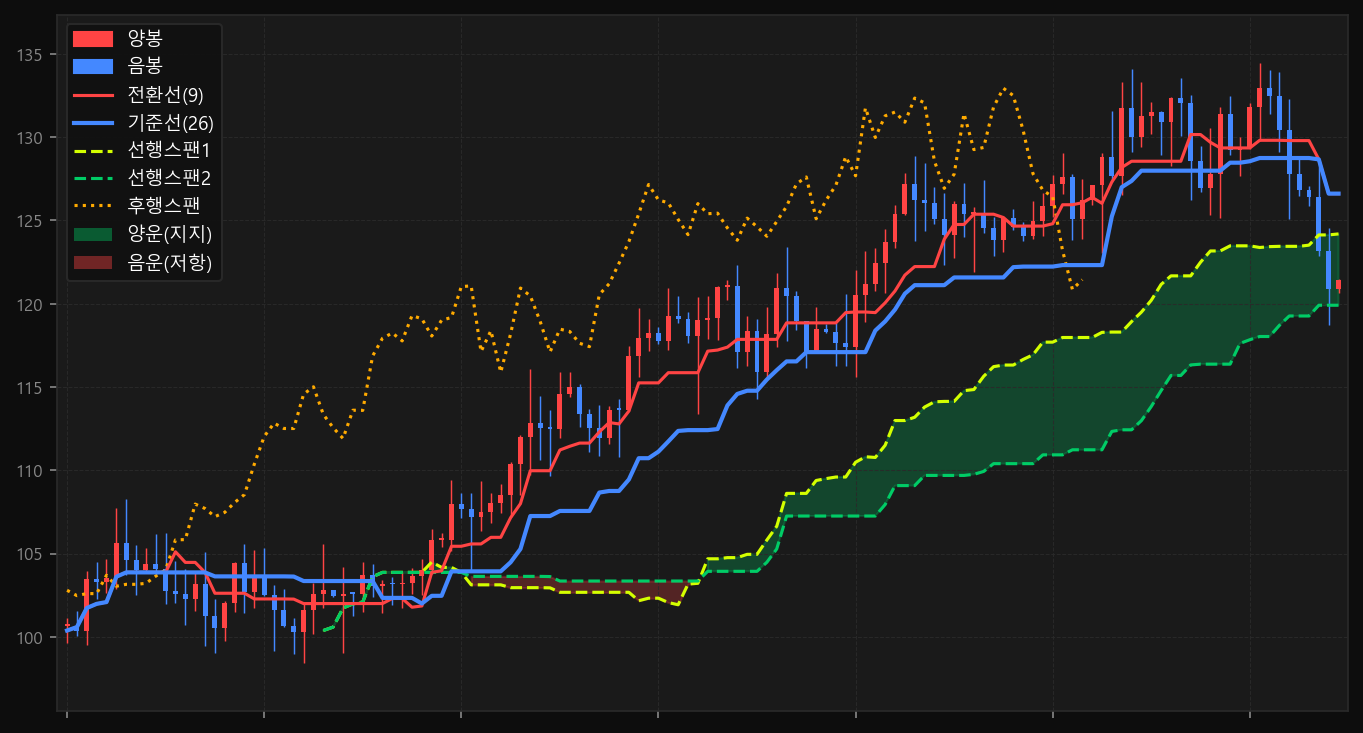 양봉
음봉
전환선(9)
기준선(26)
선행스팬1
선행스팬2
후행스팬
양운(지지)
음운(저항)
135
130
125
120
115
110
105
100